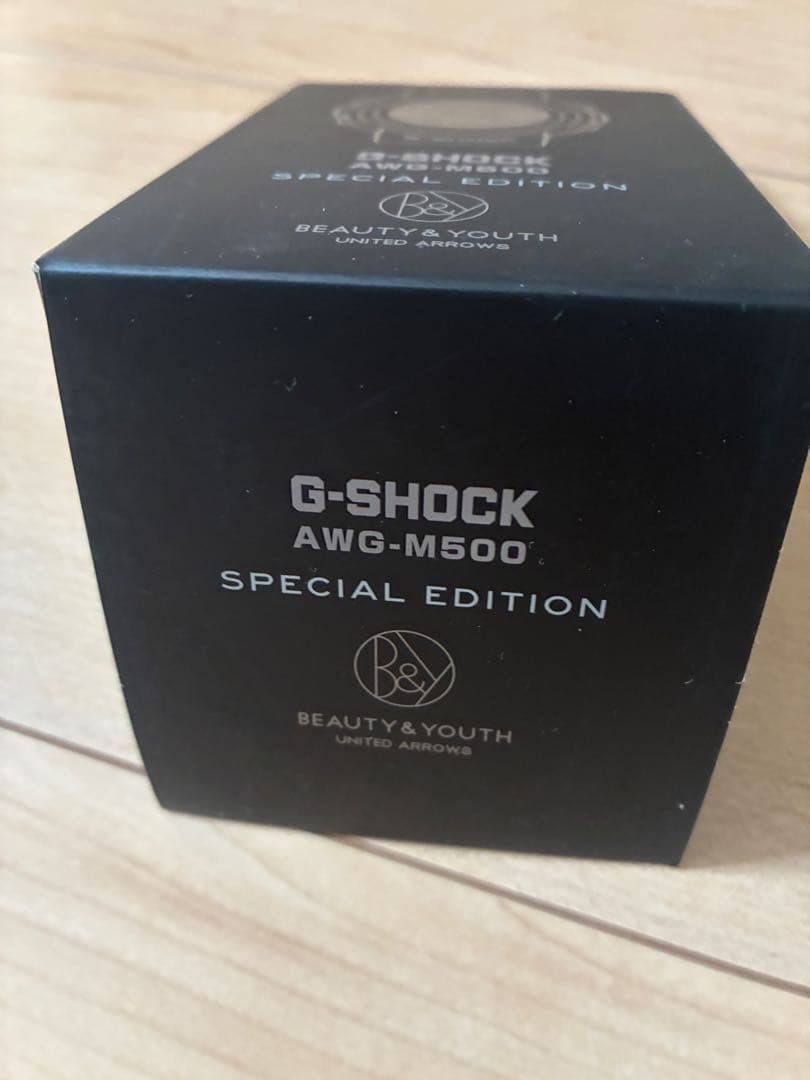 G-SHOCK
AWG-M500
SPECIAL EDITION
B&Y
BEAUTY & YOUTH
UNITED ARROWS
G-SHOCK
AWG-M500
SPECIAL EDITION
B&Y
BEAUTY & YOUTH
UNITED ARROWS